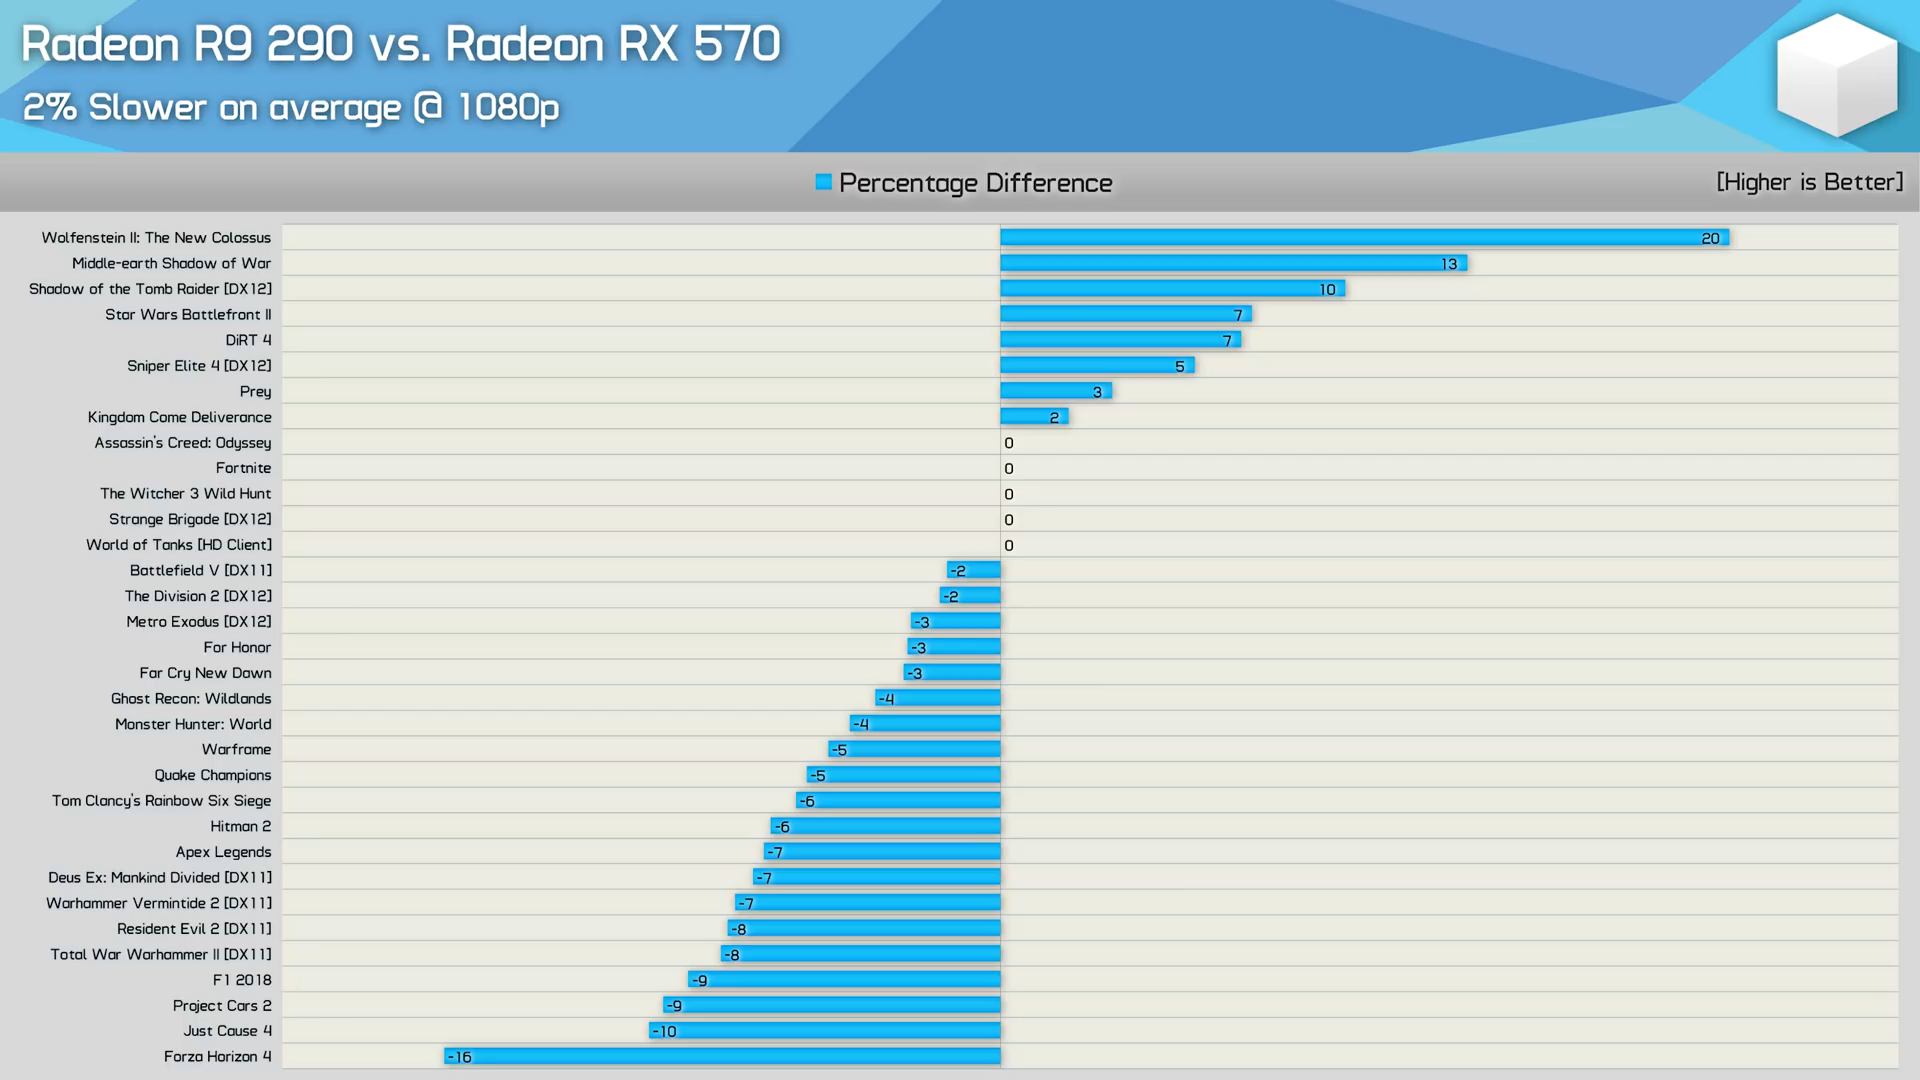 Radeon R9 290 vs. Radeon RX 570
2% Slower on average @ 1080p
Percentage Difference
[Higher is Better]
Wolfenstein II: The New Colossus 20
Middle-earth Shadow of War 13
Shadow of the Tomb Raider [DX12] 10
Star Wars Battlefront II 7
DiRT 4 7
Sniper Elite 4 [DX12] 5
Prey 3
Kingdom Come Deliverance 2
Assassin's Creed: Odyssey 0
Fortnite 0
The Witcher 3 Wild Hunt 0
Strange Brigade [DX12] 0
World of Tanks [HD Client] 0
Battlefield V [DX11] -2
The Division 2 [DX12] -2
Metro Exodus [DX12] -3
For Honor -3
Far Cry New Dawn -3
Ghost Recon: Wildlands -4
Monster Hunter: World -4
Warframe -5
Quake Champions -5
Tom Clancy's Rainbow Six Siege -6
Hitman 2 -6
Apex Legends -7
Deus Ex: Mankind Divided [DX11] -7
Warhammer Vermintide 2 [DX11] -7
Resident Evil 2 [DX11] -8
Total War Warhammer II [DX11] -8
F1 2018 -9
Project Cars 2 -9
Just Cause 4 -10
Forza Horizon 4 -16